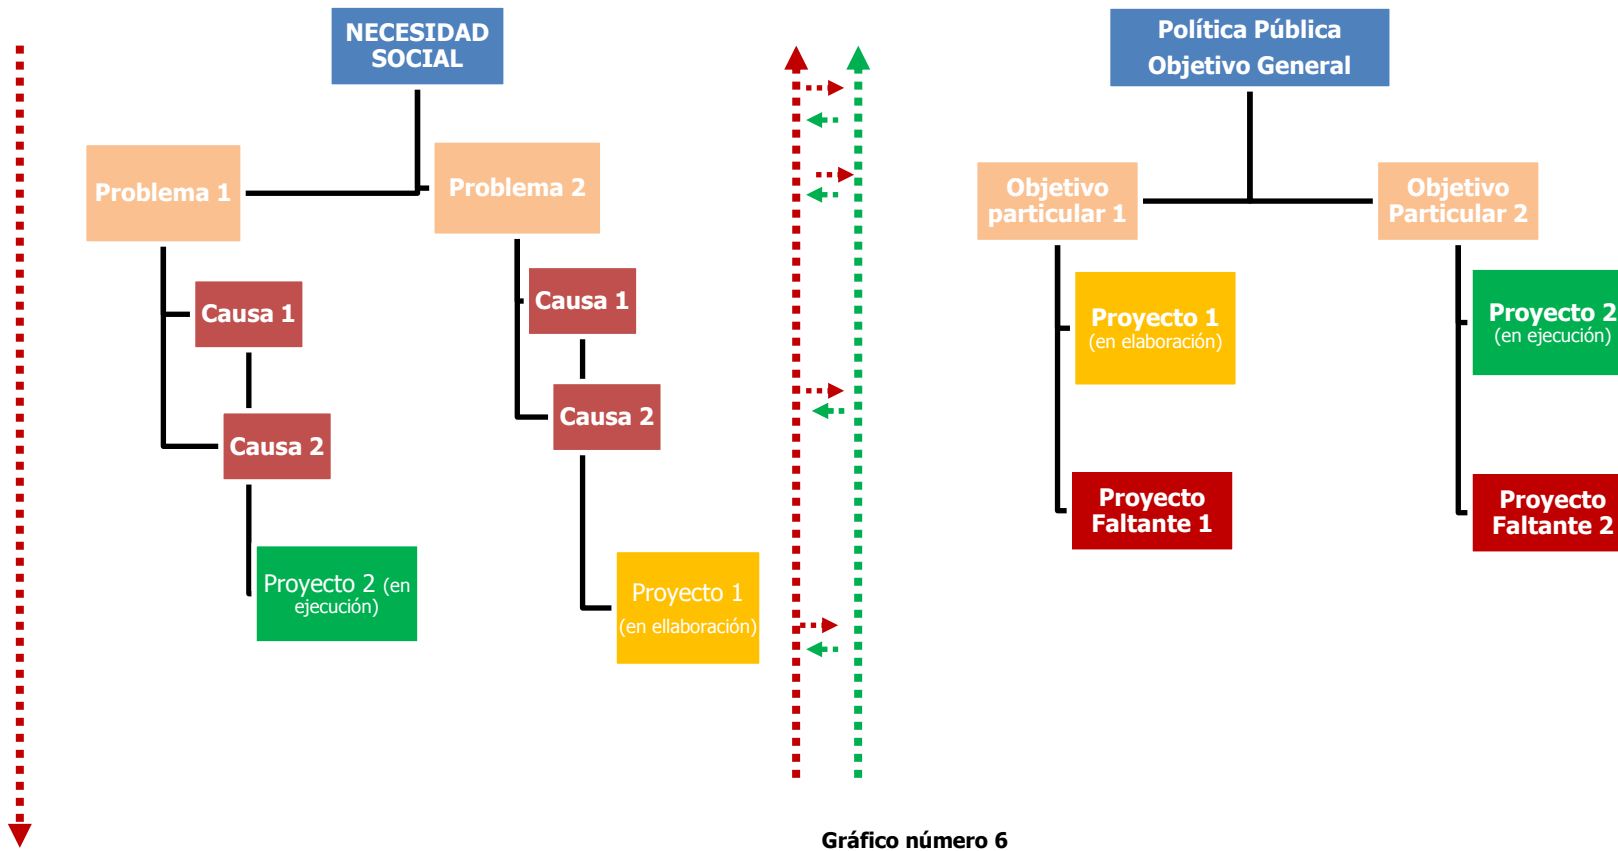 NECESIDAD
SOCIAL
Problema 1
Problema 2
Causa 1
Causa 2
Proyecto 2 (en
ejecución)
Causa 1
Causa 2
Proyecto 1
(en ellaboración)
Política Pública
Objetivo General
Objetivo
particular 1
Objetivo
Particular 2
Proyecto 1
(en elaboración)
Proyecto
Faltante 1
Proyecto 2
(en ejecución)
Proyecto
Faltante 2
Gráfico número 6